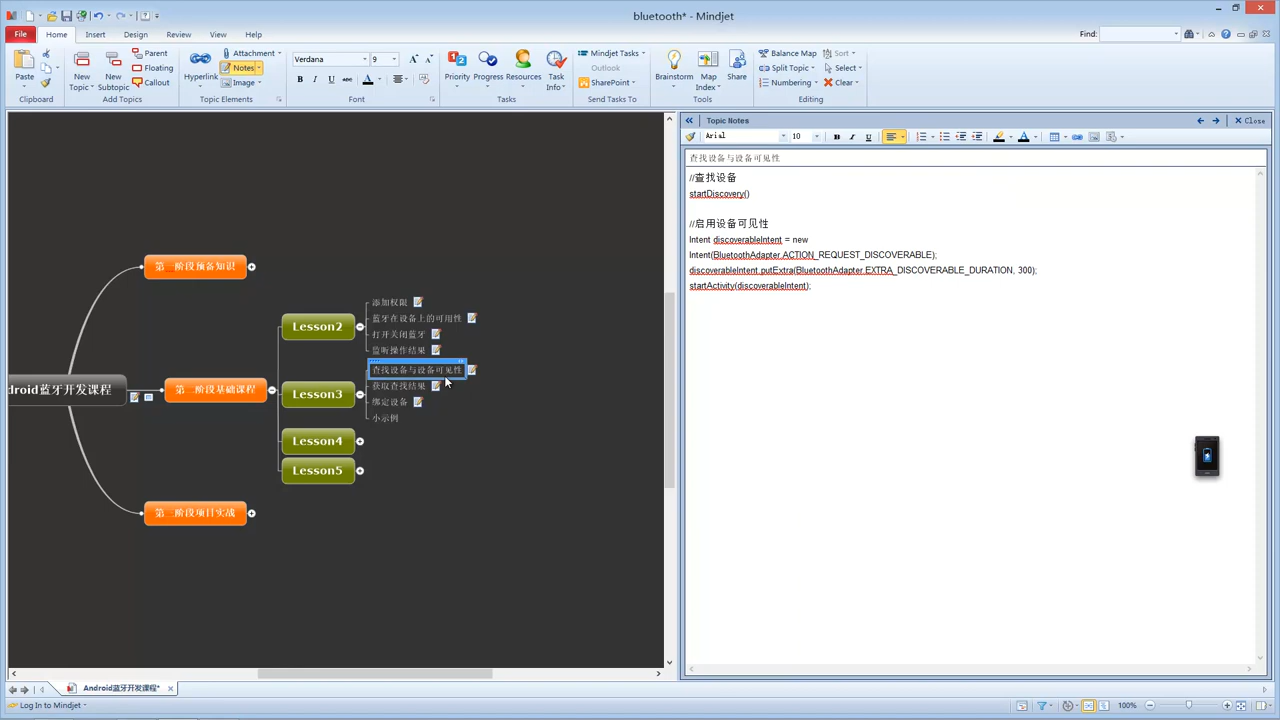 bluetooth* - Mindjet
File
Home
Insert
Design
Review
View
Help
Find:
Paste
Clipboard
New Topic
New Subtopic
Parent
Floating
Callout
Add Topics
Hyperlink
Attachment
Notes
Image
Topic Elements
Verdana
9
Font
Priority
Progress
Resources
Task Info
Tasks
Mindjet Tasks
Outlook
SharePoint
Send Tasks To
Brainstorm
Map Index
Share
Tools
Balance Map
Split Topic
Numbering
Sort
Select
Clear
Editing
第一阶段预备知识
Lesson2
添加权限
蓝牙在设备上的可用性
打开关闭蓝牙
监听操作结果
droid蓝牙开发课程
第二阶段基础课程
Lesson3
查找设备与设备可见性
获取查找结果
绑定设备
小示例
Lesson4
Lesson5
第三阶段项目实战
Topic Notes
Close
Arial
10
查找设备与设备可见性
//查找设备
startDiscovery()
//启用设备可见性
Intent discoverableIntent = new
Intent(BluetoothAdapter.ACTION_REQUEST_DISCOVERABLE);
discoverableIntent.putExtra(BluetoothAdapter.EXTRA_DISCOVERABLE_DURATION, 300);
startActivity(discoverableIntent);
Android蓝牙开发课程*
Log In to Mindjet
100%